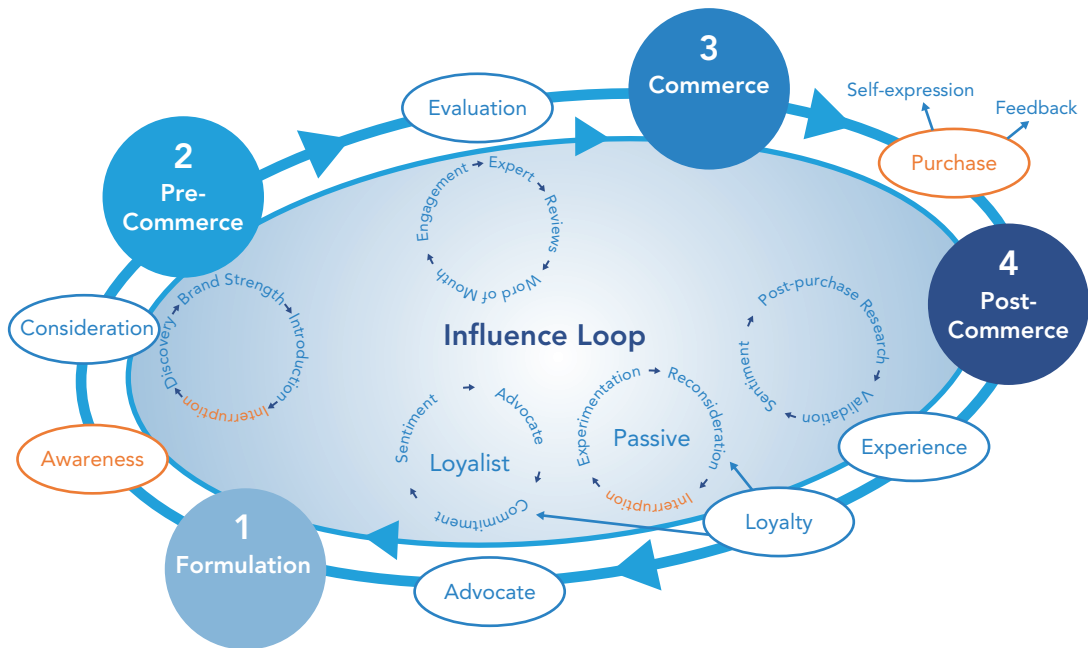 3
Commerce
Self-expression
Feedback
Evaluation
Purchase
2
Pre-
Commerce
Engagement
Expert
Reviews
Word of Mouth
4
Post-
Commerce
Consideration
Discovery
Brand Strength
Introduction
Interruption
Influence Loop
Post-purchase Research
Validation
Sentiment
Sentiment
Advocate
Commitment
Loyalist
Experimentation
Reconsideration
Interruption
Passive
Experience
Awareness
Loyalty
1
Formulation
Advocate